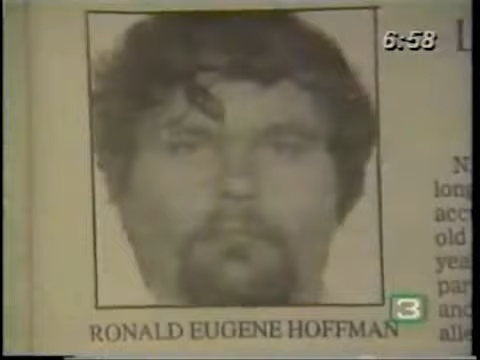 6:58
L
N.
long
acc
old
yea
par
and
alle
3
RONALD EUGENE HOFFMAN